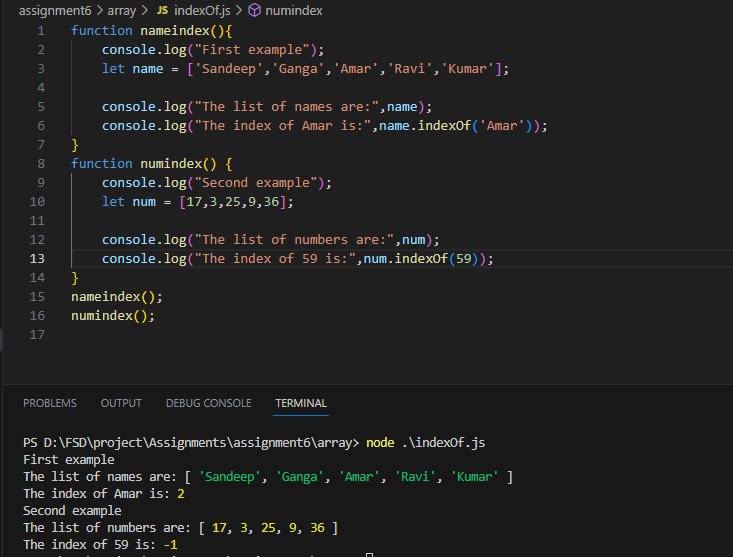 assignment6 > array > JS indexOf.js > numindex
1 function nameindex(){
2 console.log("First example");
3 let name = ['Sandeep','Ganga','Amar','Ravi','Kumar'];
4
5 console.log("The list of names are:",name);
6 console.log("The index of Amar is:",name.indexOf('Amar'));
7 }
8 function numindex() {
9 console.log("Second example");
10 let num = [17,3,25,9,36];
11
12 console.log("The list of numbers are:",num);
13 console.log("The index of 59 is:",num.indexOf(59));
14 }
15 nameindex();
16 numindex();
17
PROBLEMS OUTPUT DEBUG CONSOLE TERMINAL
PS D:\FSD\project\Assignments\assignment6\array> node .\indexOf.js
First example
The list of names are: [ 'Sandeep', 'Ganga', 'Amar', 'Ravi', 'Kumar' ]
The index of Amar is: 2
Second example
The list of numbers are: [ 17, 3, 25, 9, 36 ]
The index of 59 is: -1